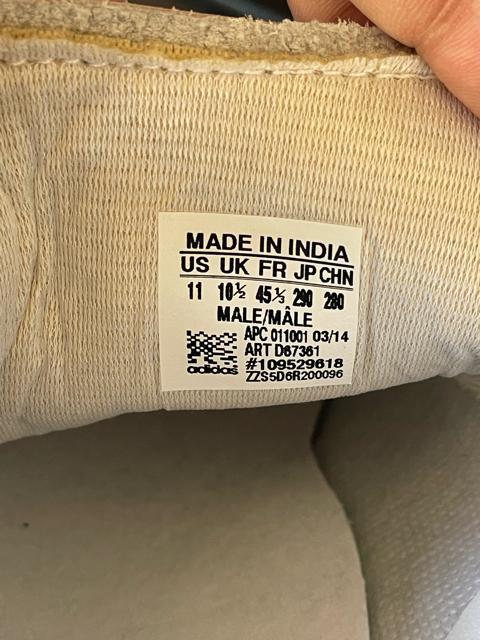 MADE IN INDIA
US UK FR JP CHN
11 10½ 45⅓ 290 280
MALE/MÂLE
APC 011001 03/14
ART D67361
#109529618
adidas
ZZS5D6R200096